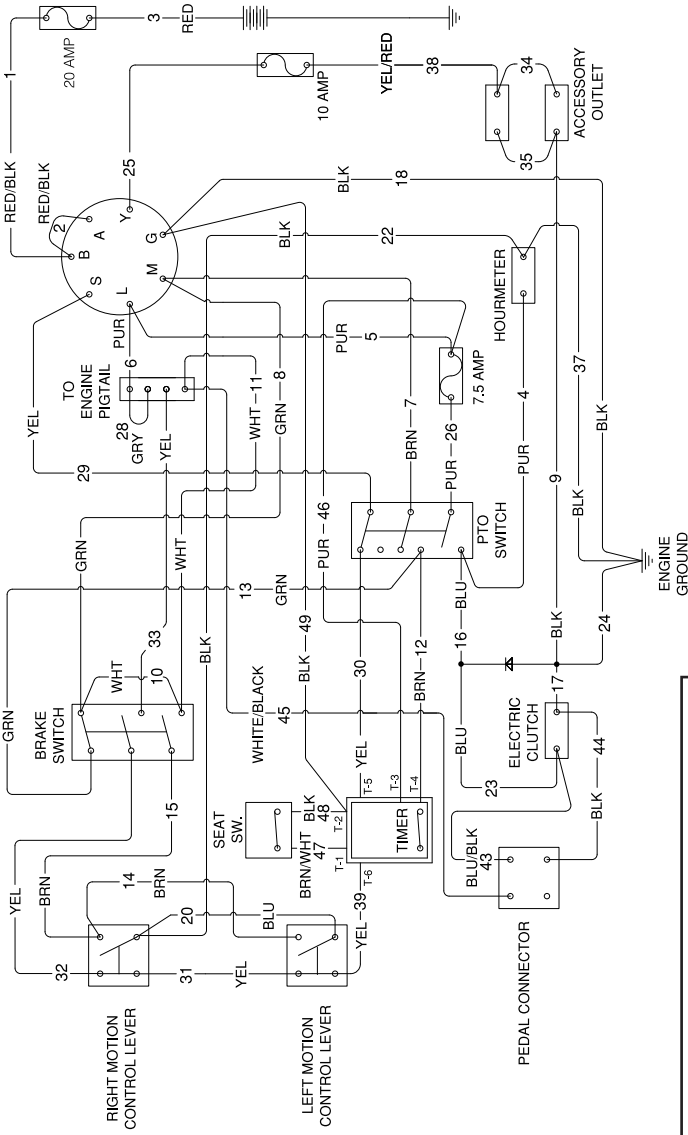 1
RED/BLK
20 AMP
3
RED
RED/BLK
2
B
A
S
Y
L
G
M
25
10 AMP
YEL/RED
38
34
35
ACCESSORY
OUTLET
BLK
18
BLK
22
PUR
6
TO
ENGINE
PIGTAIL
28
GRY
YEL
YEL
29
WHT
11
GRN
8
PUR
5
BRN
7
7.5 AMP
HOURMETER
PUR
26
PUR
4
37
BLK
BLK
9
BLK
ENGINE
GROUND
24
PTO
SWITCH
PUR
46
GRN
WHT
13
GRN
33
WHT
10
BLK
BRAKE
SWITCH
GRN
WHITE/BLACK
45
BLK
49
30
YEL
BRN
12
BLU
16
BLU
23
17
ELECTRIC
CLUTCH
44
BLK
15
SEAT
SW.
BLK
48
BRN/WHT
47
T-5
T-3
T-4
T-2
T-1
T-6
TIMER
BLU/BLK
43
YEL
BRN
14
BRN
20
BLU
32
31
YEL
YEL
39
RIGHT MOTION
CONTROL LEVER
LEFT MOTION
CONTROL LEVER
PEDAL CONNECTOR